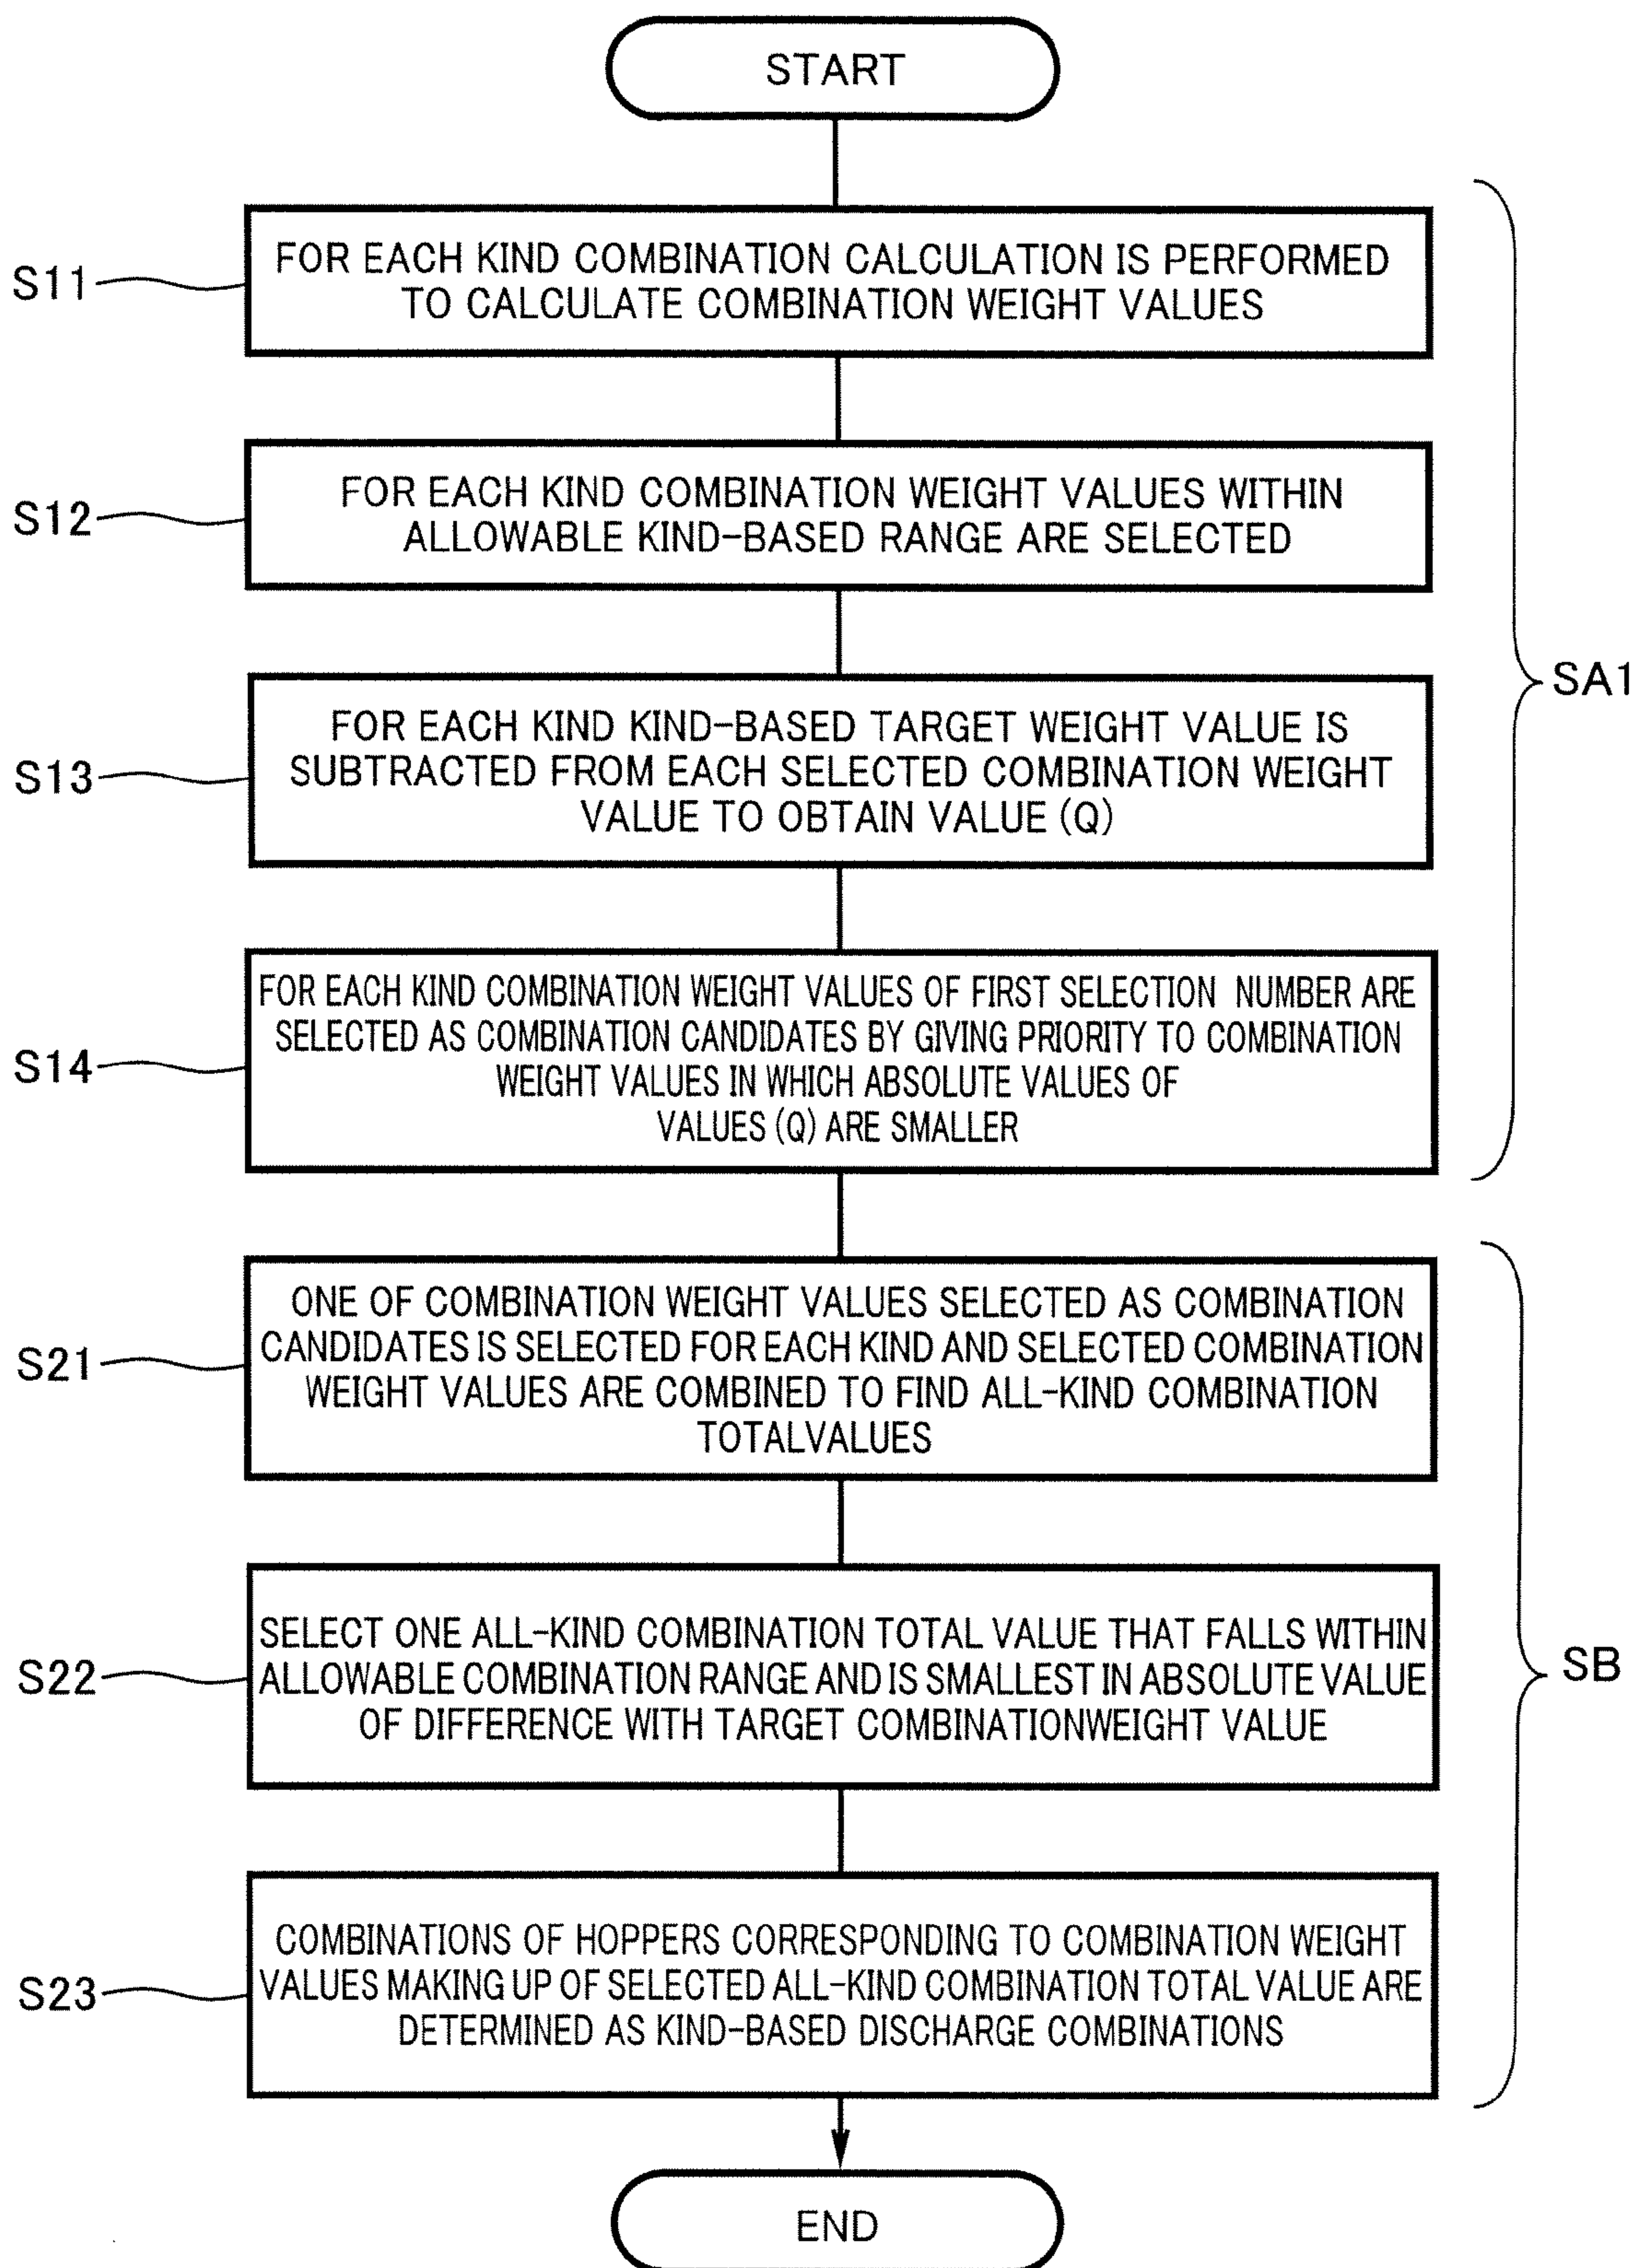 START
S11
FOR EACH KIND COMBINATION CALCULATION IS PERFORMED
TO CALCULATE COMBINATION WEIGHT VALUES
S12
FOR EACH KIND COMBINATION WEIGHT VALUES WITHIN
ALLOWABLE KIND-BASED RANGE ARE SELECTED
SA1
S13
FOR EACH KIND KIND-BASED TARGET WEIGHT VALUE IS
SUBTRACTED FROM EACH SELECTED COMBINATION WEIGHT
VALUE TO OBTAIN VALUE (Q)
S14
FOR EACH KIND COMBINATION WEIGHT VALUES OF FIRST SELECTION NUMBER ARE
SELECTED AS COMBINATION CANDIDATES BY GIVING PRIORITY TO COMBINATION
WEIGHT VALUES IN WHICH ABSOLUTE VALUES OF
VALUES (Q) ARE SMALLER
S21
ONE OF COMBINATION WEIGHT VALUES SELECTED AS COMBINATION
CANDIDATES IS SELECTED FOR EACH KIND AND SELECTED COMBINATION
WEIGHT VALUES ARE COMBINED TO FIND ALL-KIND COMBINATION
TOTALVALUES
S22
SELECT ONE ALL-KIND COMBINATION TOTAL VALUE THAT FALLS WITHIN
ALLOWABLE COMBINATION RANGE AND IS SMALLEST IN ABSOLUTE VALUE
OF DIFFERENCE WITH TARGET COMBINATIONWEIGHT VALUE
SB
S23
COMBINATIONS OF HOPPERS CORRESPONDING TO COMBINATION WEIGHT
VALUES MAKING UP OF SELECTED ALL-KIND COMBINATION TOTAL VALUE ARE
DETERMINED AS KIND-BASED DISCHARGE COMBINATIONS
END